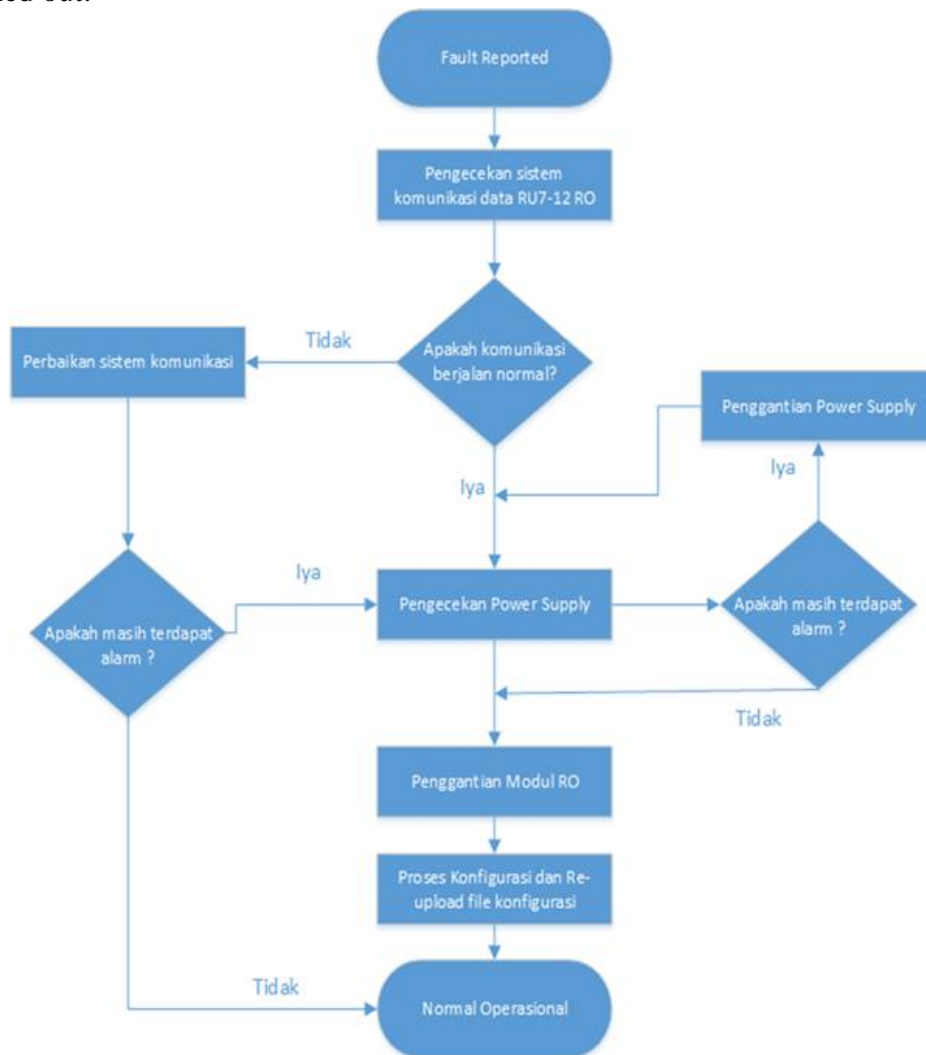 Fault Reported
Pengecekan sistem
komunikasi data RU7-12 RO
Apakah komunikasi
berjalan normal?
Tidak
Perbaikan sistem komunikasi
Penggantian Power Supply
Iya
Iya
Apakah masih terdapat
alarm ?
Iya
Pengecekan Power Supply
Apakah masih terdapat
alarm ?
Tidak
Penggantian Modul RO
Proses Konfigurasi dan Re-
upload file konfigurasi
Tidak
Normal Operasional